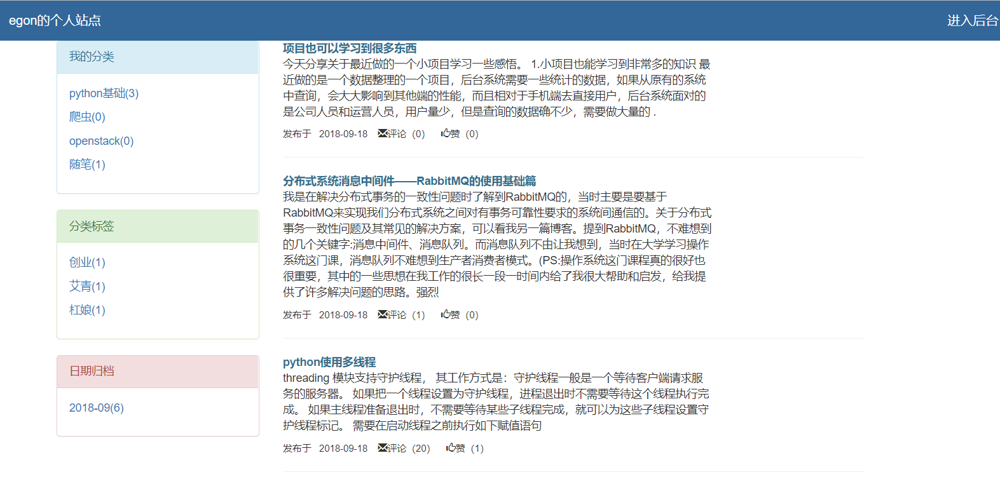 egon的个人站点
进入后台
我的分类
python基础(3)
爬虫(0)
openstack(0)
随笔(1)
分类标签
创业(1)
艾青(1)
杠娘(1)
日期归档
2018-09(6)
项目也可以学习到很多东西
今天分享关于最近做的一个小项目学习一些感悟。 1.小项目也能学习到非常多的知识 最
近做的是一个数据整理的一个项目，后台系统需要一些统计的数据，如果从原有的系统
中查询，会大大影响到其他端的性能，而且相对于手机端去直接用户，后台系统面对的
是公司人员和运营人员，用户量少，但是查询的数据确不少，需要做大量的 .
发布于 2018-09-18 评论（0） 赞（0）
分布式系统消息中间件——RabbitMQ的使用基础篇
我是在解决分布式事务的一致性问题时了解到RabbitMQ的，当时主要是要基于
RabbitMQ来实现我们分布式系统之间对有事务可靠性要求的系统间通信的。关于分布式
事务一致性问题及其常见的解决方案，可以看我另一篇博客。提到RabbitMQ，不难想到
的几个关键字:消息中间件、消息队列。而消息队列不由让我想到，当时在大学学习操作
系统这门课，消息队列不难想到生产者消费者模式。(PS:操作系统这门课程真的很好也
很重要，其中的一些思想在我工作的很长一段一时间内给了我很大帮助和启发，给我提
供了许多解决问题的思路。强烈
发布于 2018-09-18 评论（1） 赞（0）
python使用多线程
threading 模块支持守护线程， 其工作方式是：守护线程一般是一个等待客户端请求服
务的服务器。 如果把一个线程设置为守护线程，进程退出时不需要等待这个线程执行完
成。 如果主线程准备退出时，不需要等待某些子线程完成，就可以为这些子线程设置守
护线程标记。 需要在启动线程之前执行如下赋值语句
发布于 2018-09-18 评论（20） 赞（1）